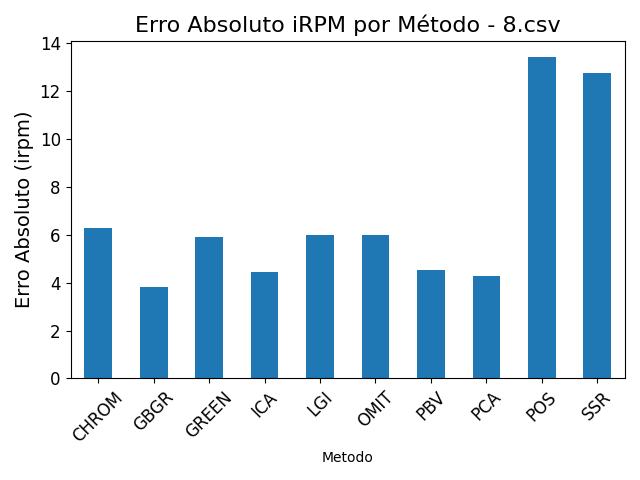 Erro Absoluto iRPM por Método - 8.csv
Erro Absoluto (irpm)
14
12
10
8
6
4
2
0
CHROM
GBGR
GREEN
ICA
LGI
OMIT
PBV
PCA
POS
SSR
Metodo